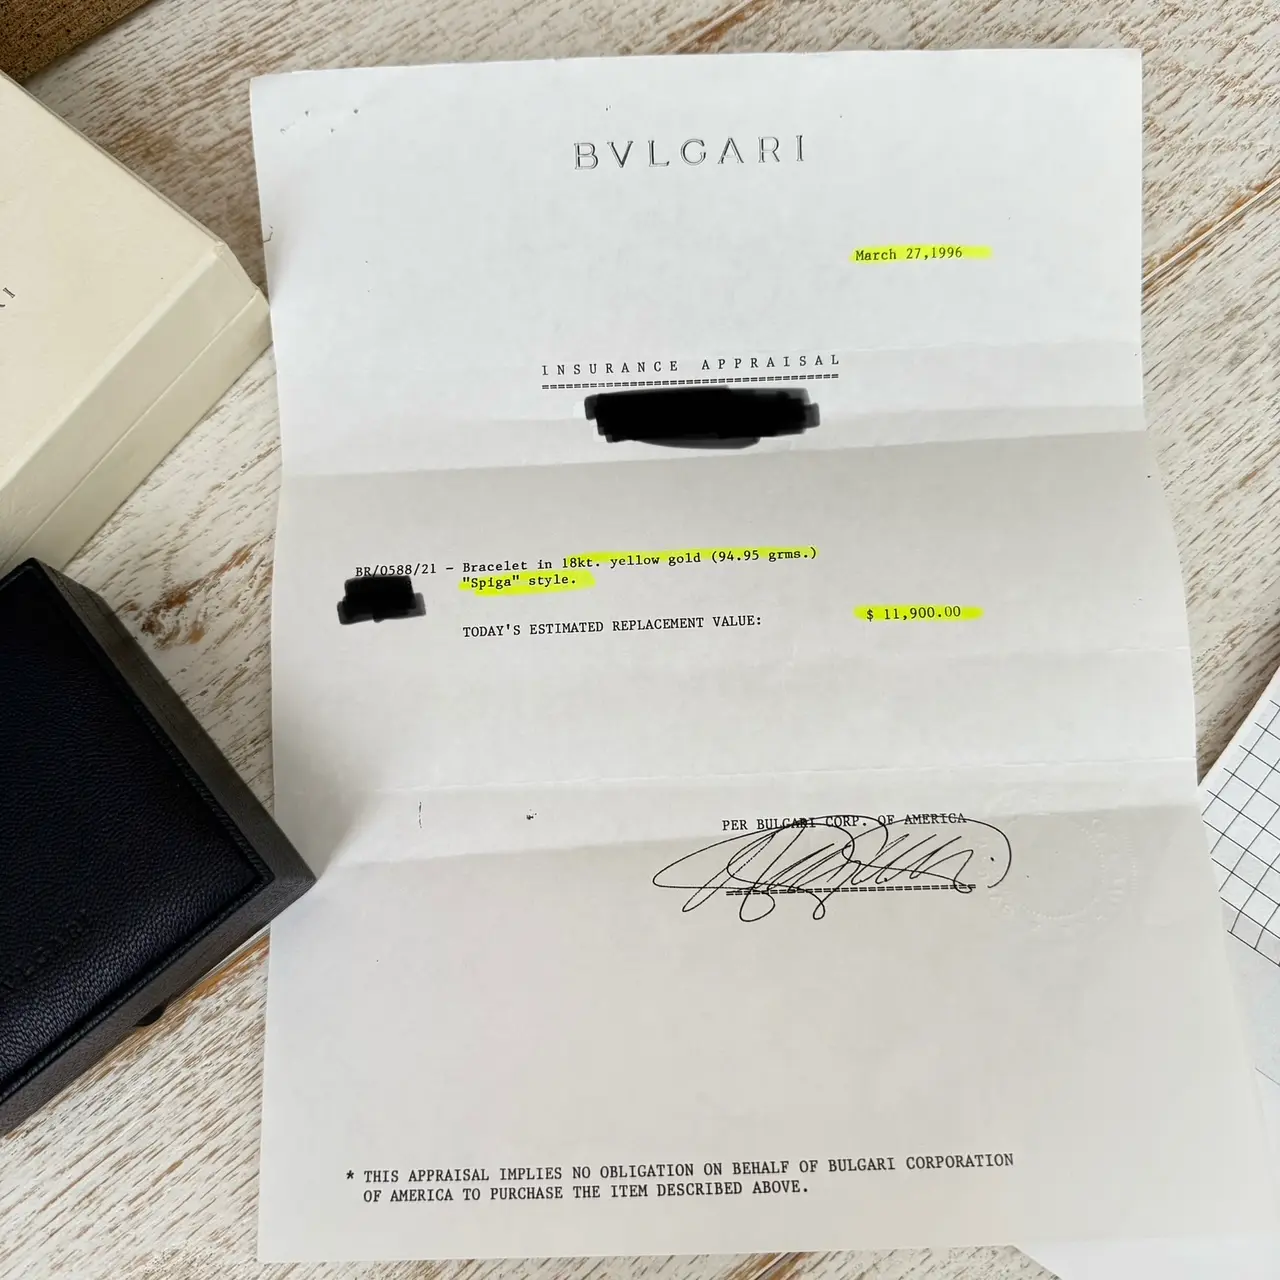 BVLGARI
March 27,1996
INSURANCE APPRAISAL
BR/0588/21 - Bracelet in 18kt. yellow gold (94.95 grms.)
"Spiga" style.
TODAY'S ESTIMATED REPLACEMENT VALUE: $ 11,900.00
PER BULGARI CORP. OF AMERICA
* THIS APPRAISAL IMPLIES NO OBLIGATION ON BEHALF OF BULGARI CORPORATION
OF AMERICA TO PURCHASE THE ITEM DESCRIBED ABOVE.